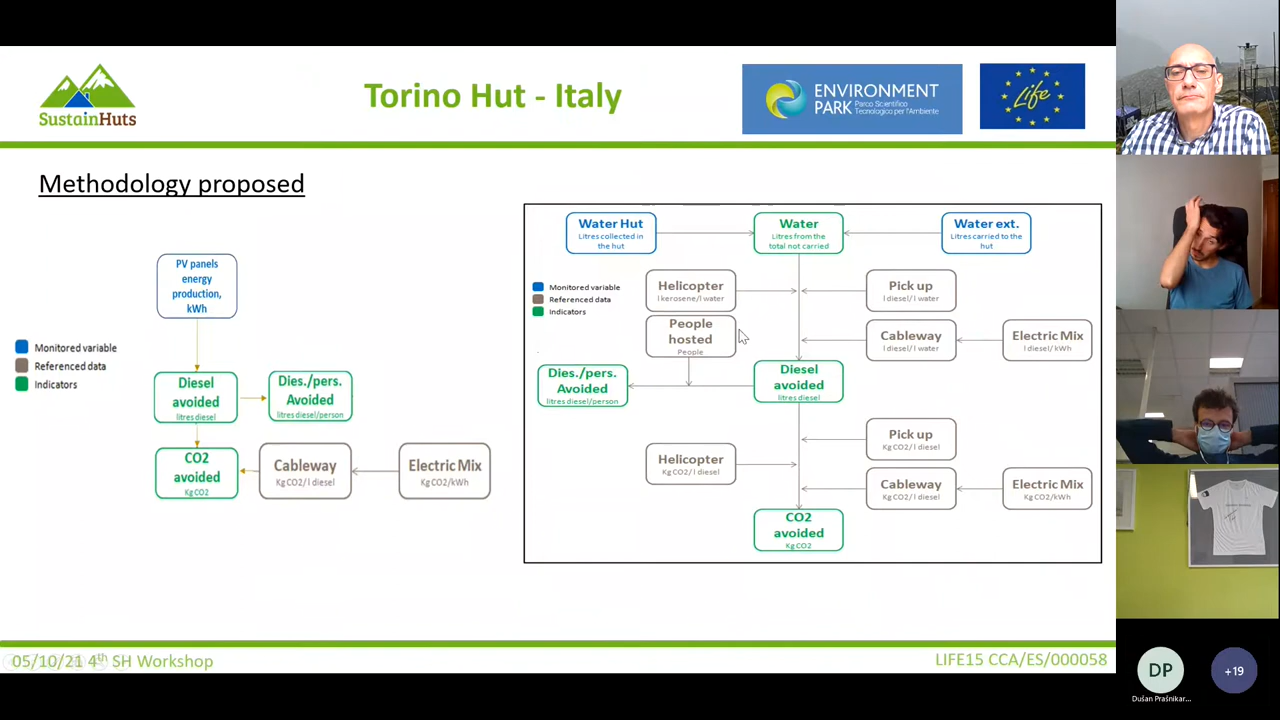 SustainHuts
Torino Hut - Italy
ENVIRONMENT
PARK
Parco Scientifico
Tecnologico per l'Ambiente
Life
Methodology proposed
PV panels
energy
production,
kWh
Monitored variable
Referenced data
Indicators
Diesel
avoided
litres diesel
Dies./pers.
Avoided
litres diesel/person
CO2
avoided
Kg CO2
Cableway
Kg CO2/ l diesel
Electric Mix
Kg CO2/kWh
Water Hut
Litres collected in
the hut
Water
Litres from the
total not carried
Water ext.
Litres carried to the
hut
Monitored variable
Referenced data
Indicators
Helicopter
l kerosene/l water
Pick up
l diesel/l water
People
hosted
People
Cableway
l diesel/l water
Electric Mix
l diesel/ kWh
Dies./pers.
Avoided
litres diesel/person
Diesel
avoided
litres diesel
Pick up
Kg CO2/ l diesel
Helicopter
Kg CO2/ l diesel
Cableway
Kg CO2/ l diesel
Electric Mix
Kg CO2/kWh
CO2
avoided
Kg CO2
05/10/21 4th SH Workshop
LIFE15 CCA/ES/000058
DP
Dušan Prašnikar...
+19